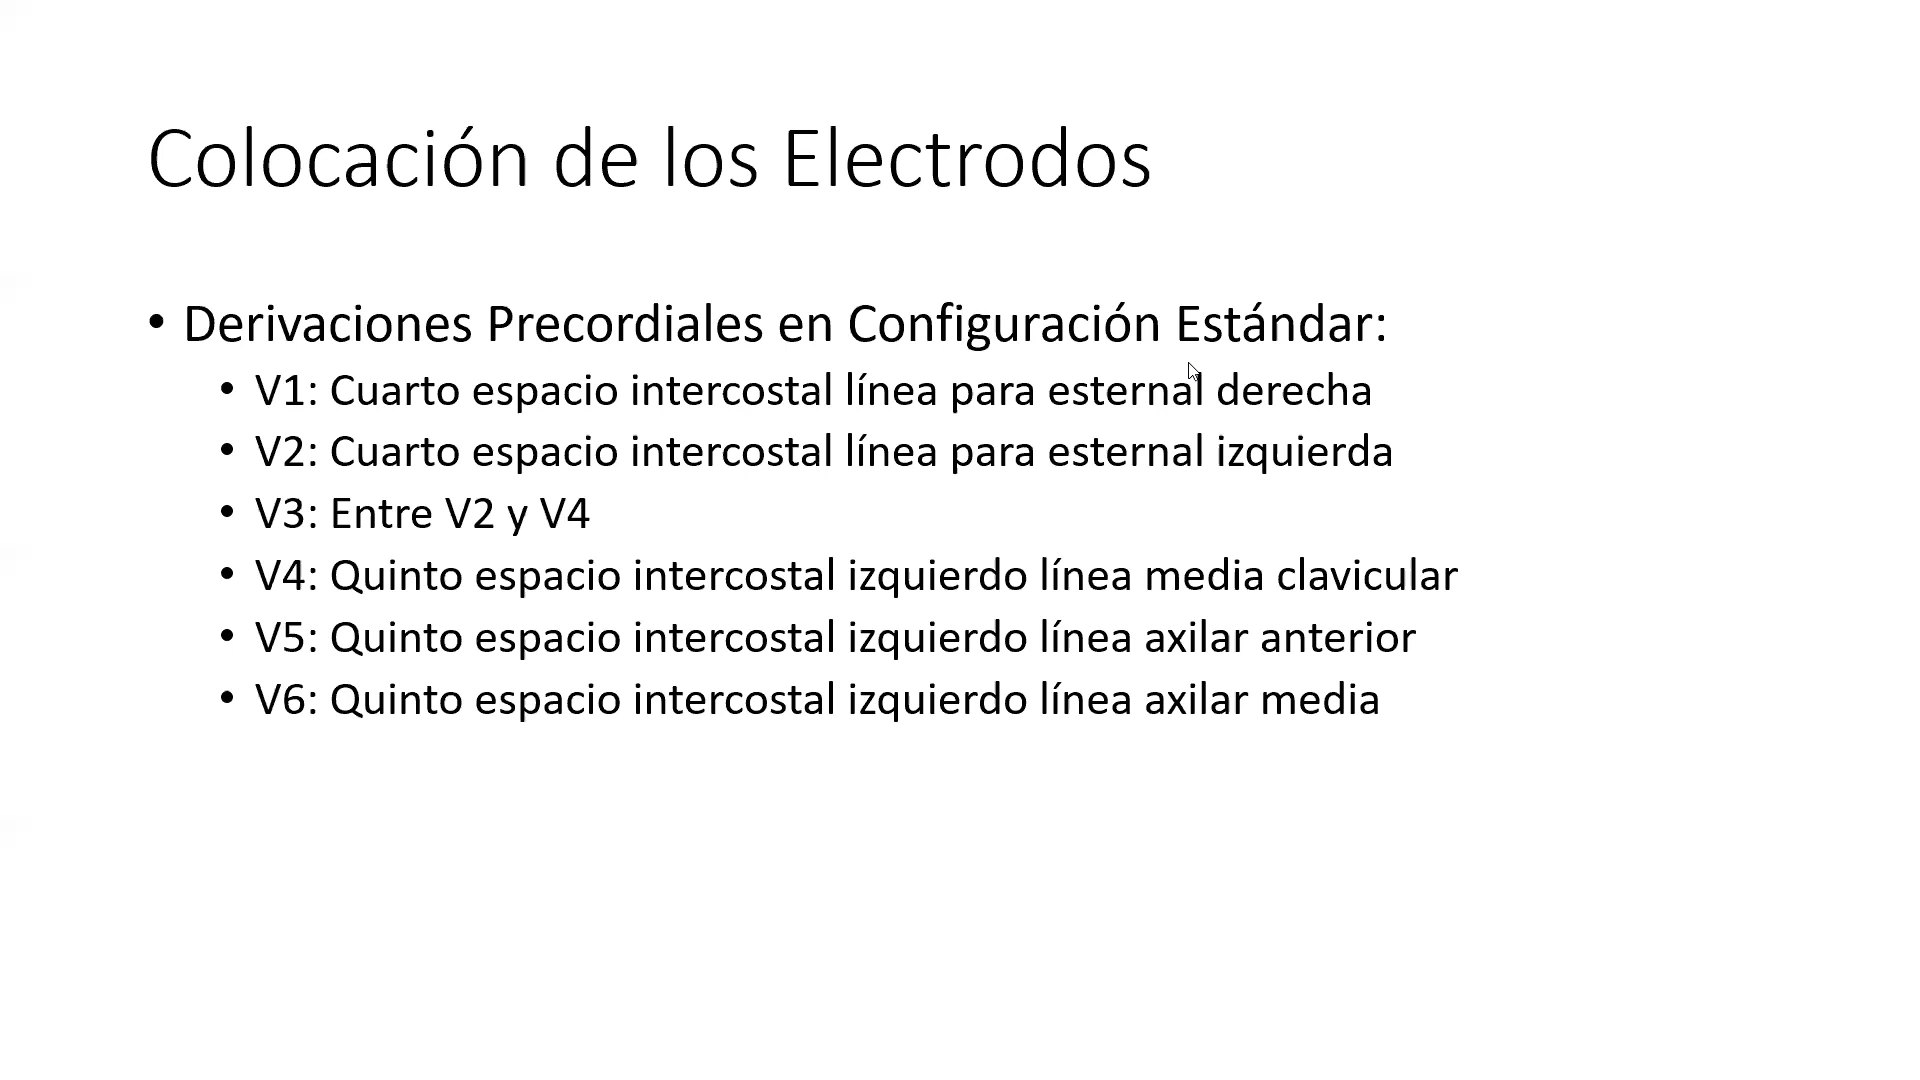 Colocación de los Electrodos
• Derivaciones Precordiales en Configuración Estándar:
• V1: Cuarto espacio intercostal línea para esternal derecha
• V2: Cuarto espacio intercostal línea para esternal izquierda
• V3: Entre V2 y V4
• V4: Quinto espacio intercostal izquierdo línea media clavicular
• V5: Quinto espacio intercostal izquierdo línea axilar anterior
• V6: Quinto espacio intercostal izquierdo línea axilar media